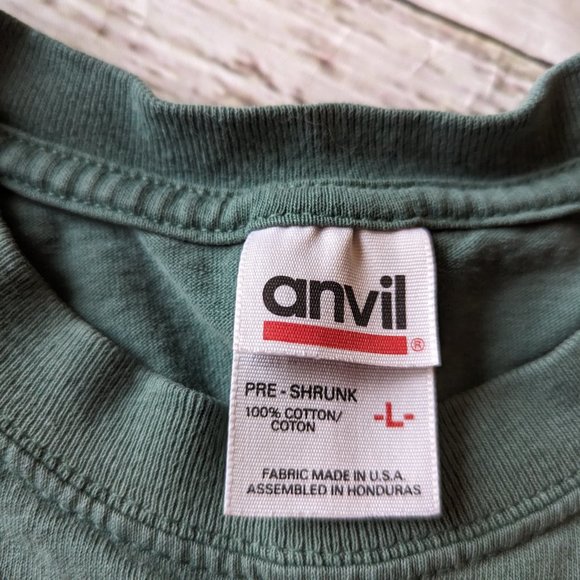 anvil
®
PRE - SHRUNK
100% COTTON/
COTON
-L-
FABRIC MADE IN U.S.A
ASSEMBLED IN HONDURAS